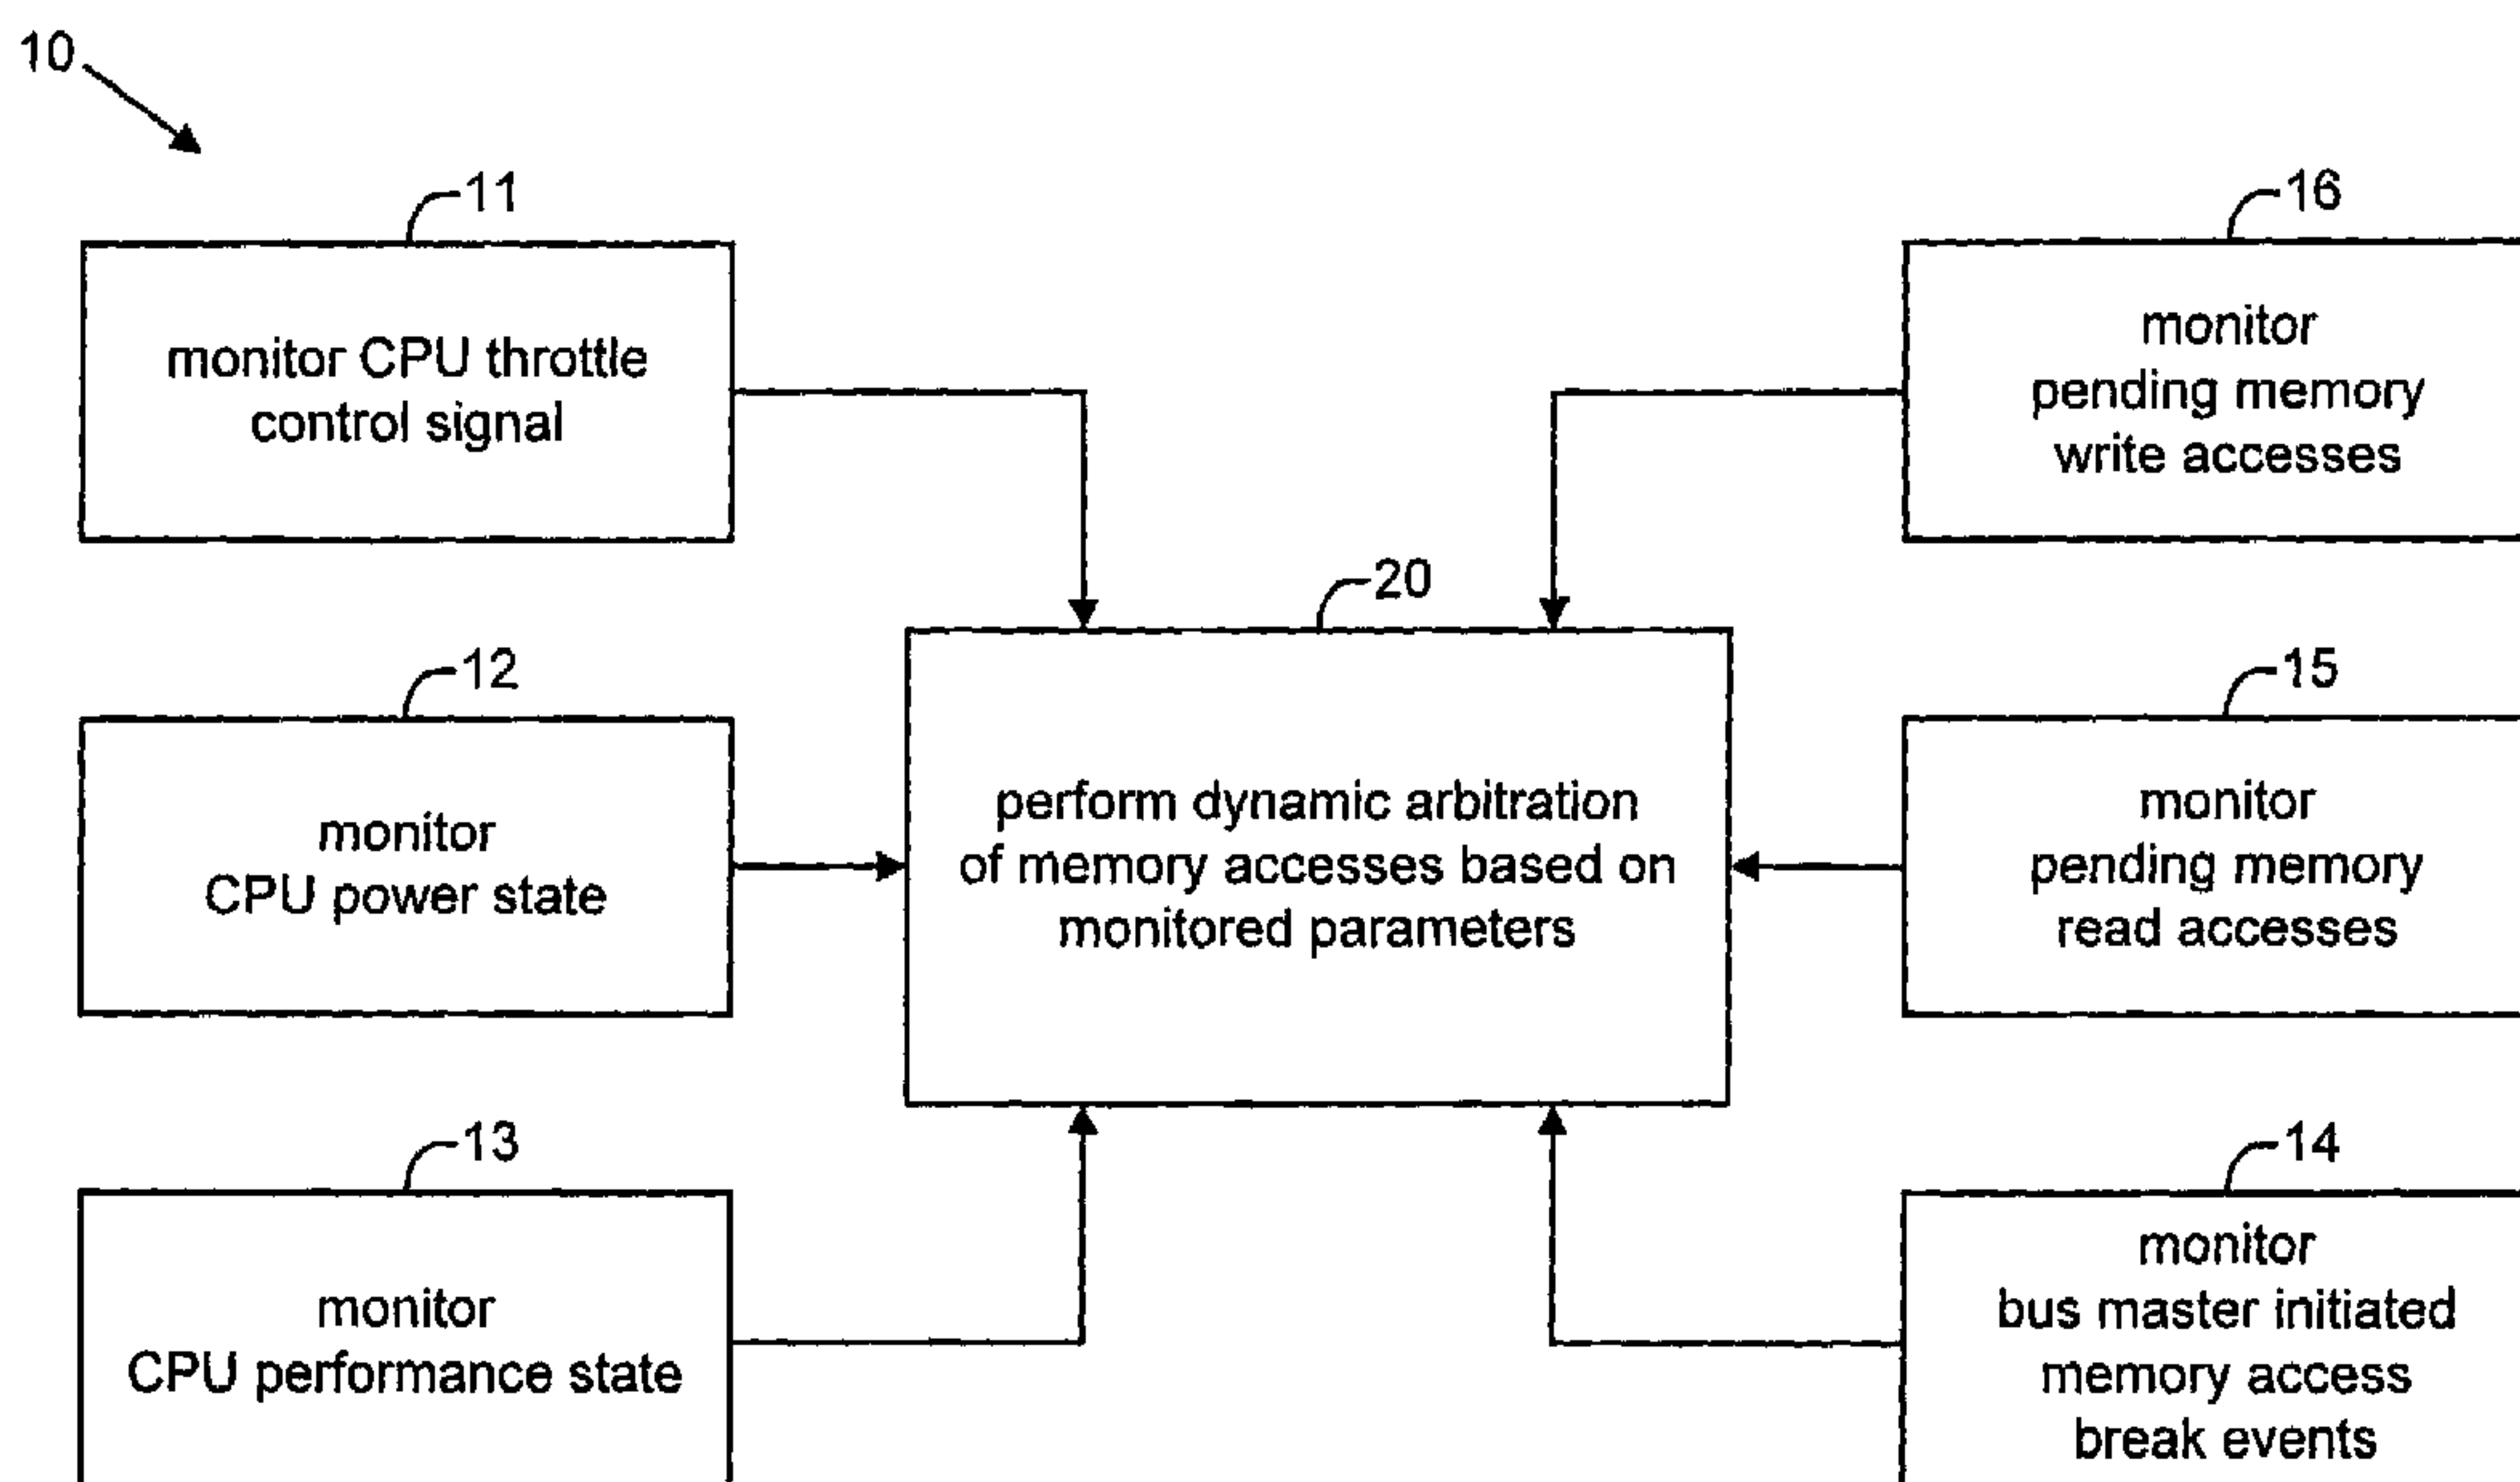 10
11
monitor CPU throttle
control signal
16
monitor
pending memory
write accesses
12
monitor
CPU power state
20
perform dynamic arbitration
of memory accesses based on
monitored parameters
15
monitor
pending memory
read accesses
13
monitor
CPU performance state
14
monitor
bus master initiated
memory access
break events